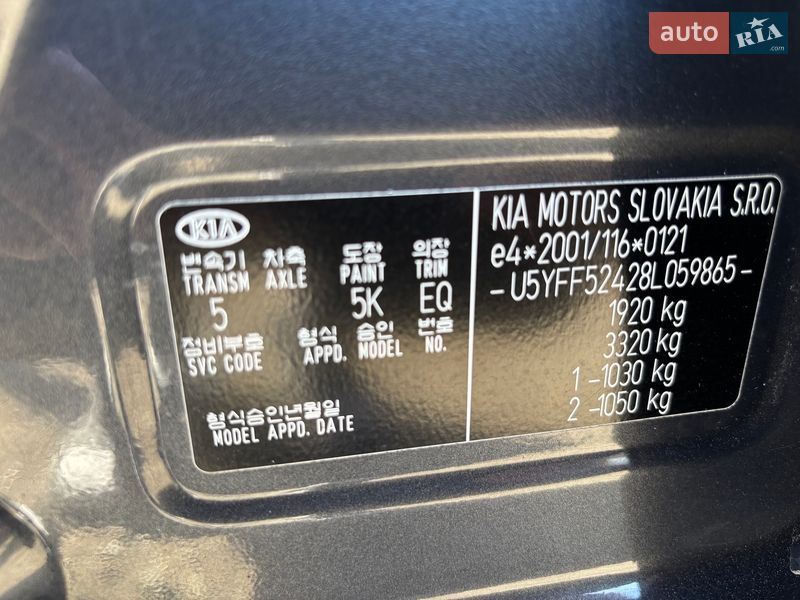 auto RIA .com
KIA
변속기 차축 도장 의장
TRANSM AXLE PAINT TRIM
5 5K EQ
정비부호 형식 승인 번호
SVC CODE APPD. MODEL NO.
형식승인년월일
MODEL APPD. DATE
KIA MOTORS SLOVAKIA S.R.O.
e4*2001/116*0121
-U5YFF52428L059865-
1920 kg
3320 kg
1 -1030 kg
2 -1050 kg